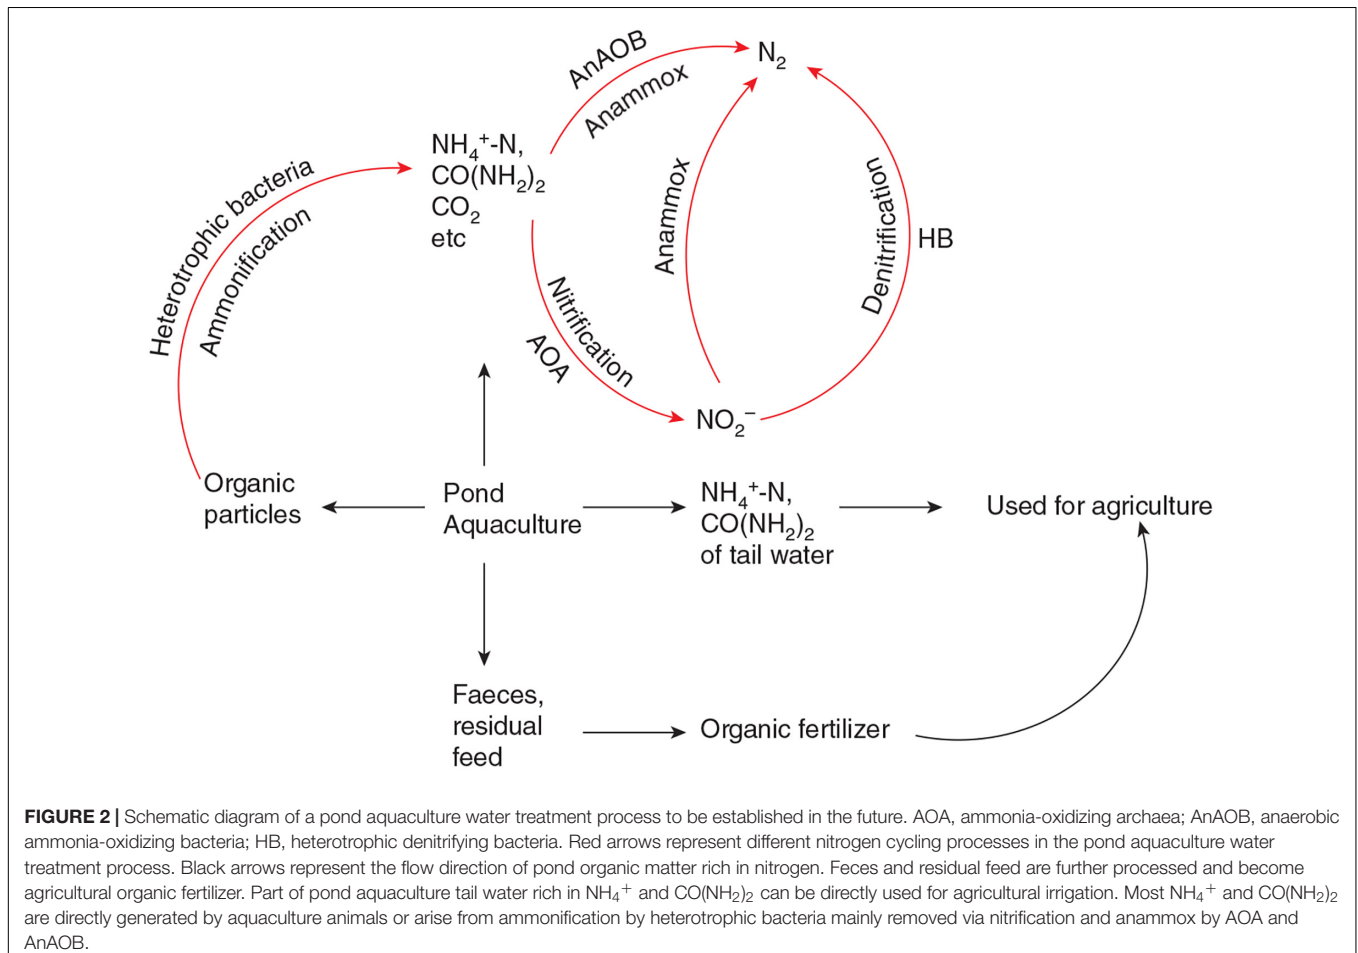 AnAOB
Anammox
N₂
NH₄⁺-N,
CO(NH₂)₂
CO₂
etc
Heterotrophic bacteria
Ammonification
Anammox
Denitrification
HB
Nitrification
AOA
NO₂⁻
Organic
particles
Pond
Aquaculture
NH₄⁺-N,
CO(NH₂)₂
of tail water
Used for agriculture
Faeces,
residual
feed
Organic fertilizer
FIGURE 2 | Schematic diagram of a pond aquaculture water treatment process to be established in the future. AOA, ammonia-oxidizing archaea; AnAOB, anaerobic
ammonia-oxidizing bacteria; HB, heterotrophic denitrifying bacteria. Red arrows represent different nitrogen cycling processes in the pond aquaculture water
treatment process. Black arrows represent the flow direction of pond organic matter rich in nitrogen. Feces and residual feed are further processed and become
agricultural organic fertilizer. Part of pond aquaculture tail water rich in NH₄⁺ and CO(NH₂)₂ can be directly used for agricultural irrigation. Most NH₄⁺ and CO(NH₂)₂
are directly generated by aquaculture animals or arise from ammonification by heterotrophic bacteria mainly removed via nitrification and anammox by AOA and
AnAOB.